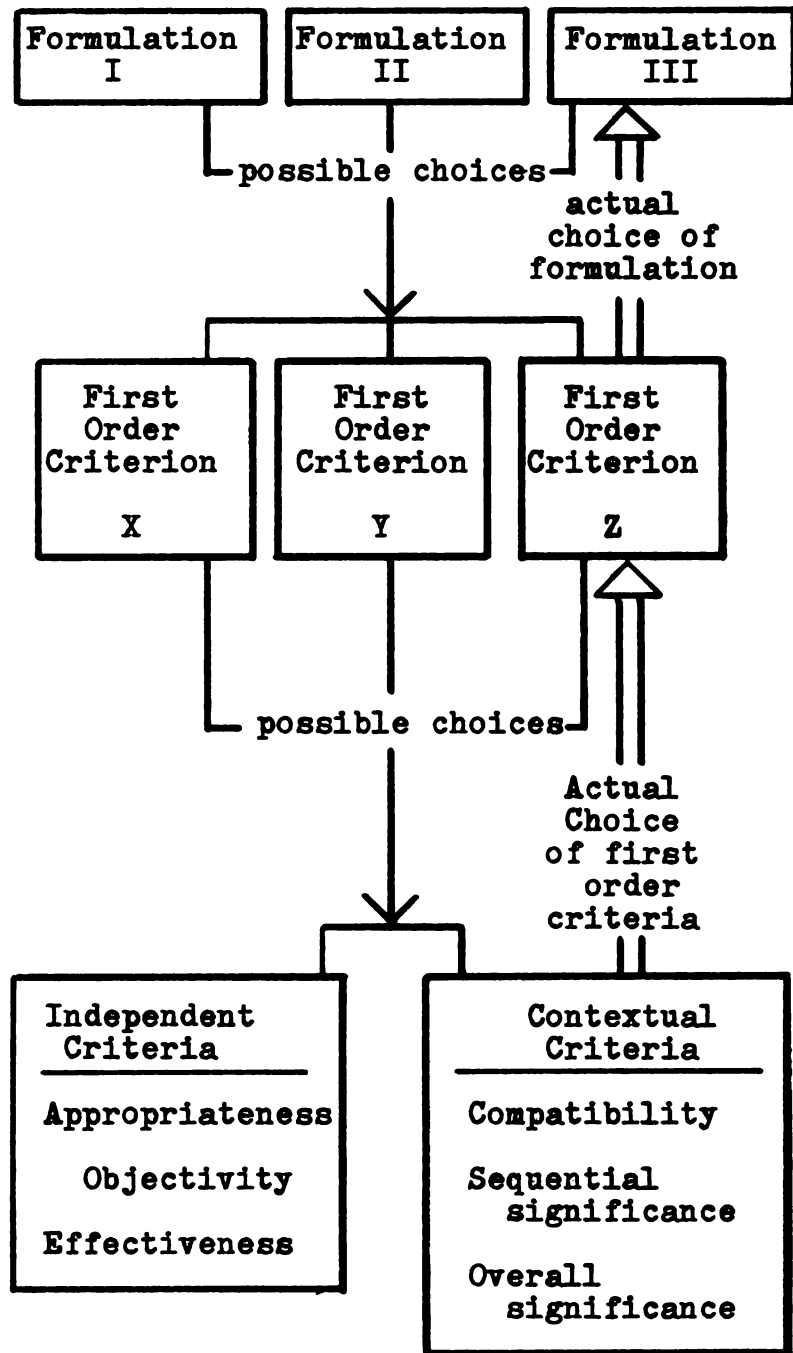 Formulation
I
Formulation
II
Formulation
III
possible choices
actual
choice of
formulation
First
Order
Criterion
X
First
Order
Criterion
Y
First
Order
Criterion
Z
possible choices
Actual
Choice
of first
order
criteria
Independent
Criteria
Appropriateness
Objectivity
Effectiveness
Contextual
Criteria
Compatibility
Sequential
significance
Overall
significance